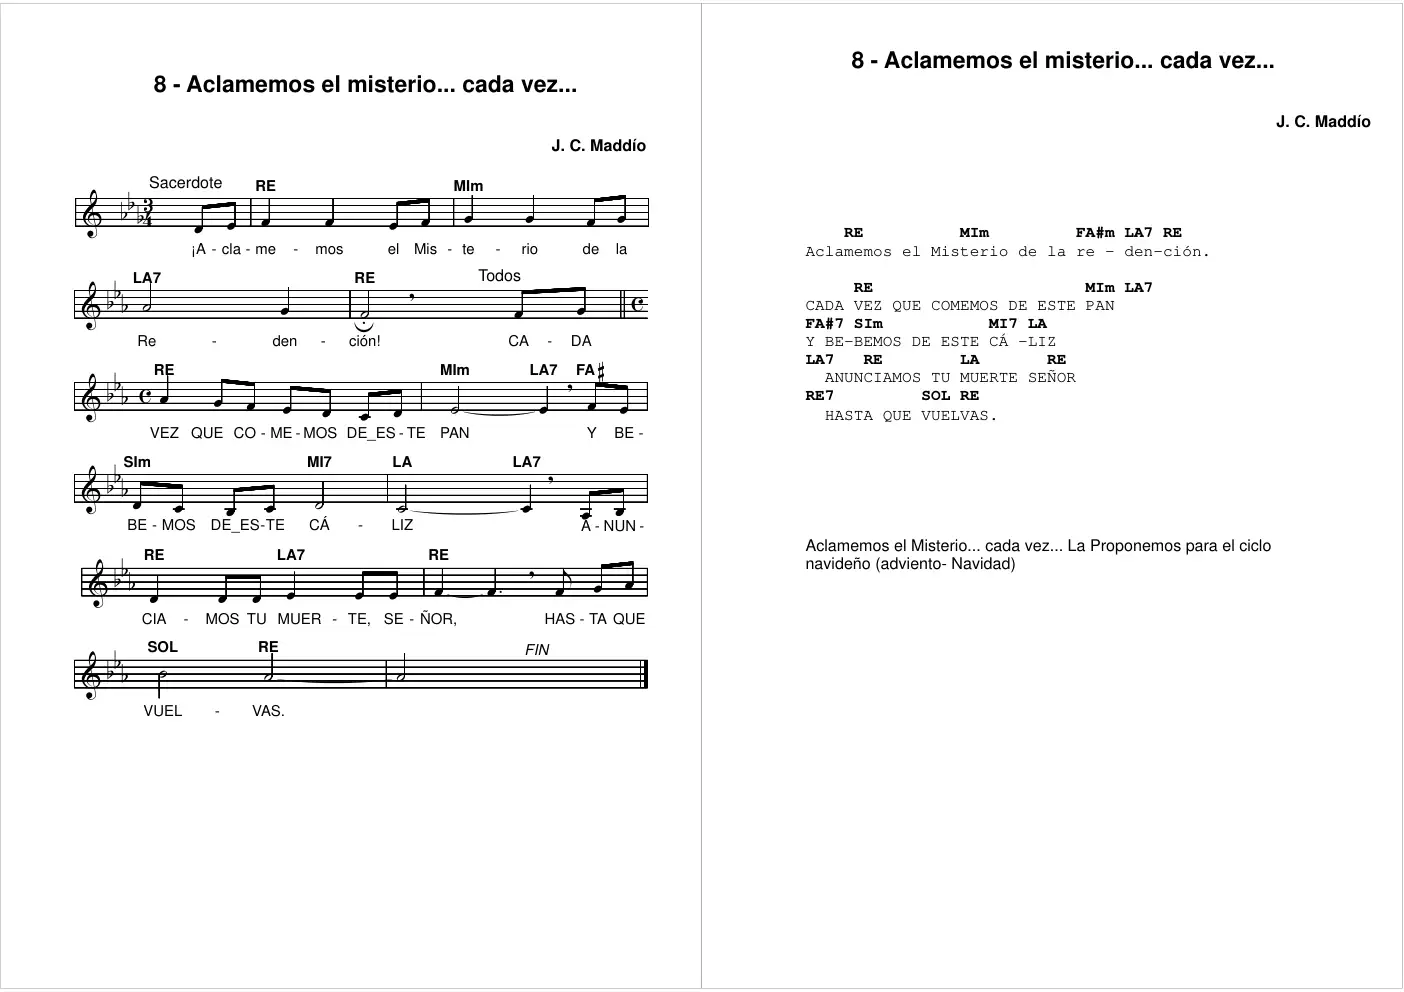 8 - Aclamemos el misterio... cada vez...
J. C. Maddío
Sacerdote RE MIm
¡A - cla - me - mos el Mis - te - rio de la
LA7 RE Todos
Re - den - ción! CA - DA
RE MIm LA7 FA♯
VEZ QUE CO - ME - MOS DE_ES - TE PAN Y BE -
SIm MI7 LA LA7
BE - MOS DE_ES-TE CÁ - LIZ A - NUN -
RE LA7 RE
CIA - MOS TU MUER - TE, SE - ÑOR, HAS - TA QUE
SOL RE FIN
VUEL - VAS.
8 - Aclamemos el misterio... cada vez...
J. C. Maddío
RE MIm FA#m LA7 RE
Aclamemos el Misterio de la re - den-ción.
RE MIm LA7
CADA VEZ QUE COMEMOS DE ESTE PAN
FA#7 SIm MI7 LA
Y BE-BEMOS DE ESTE CÁ -LIZ
LA7 RE LA RE
ANUNCIAMOS TU MUERTE SEÑOR
RE7 SOL RE
HASTA QUE VUELVAS.
Aclamemos el Misterio... cada vez... La Proponemos para el ciclo
navideño (adviento- Navidad)